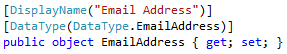 [DisplayName("Email Address")]
[DataType(DataType.EmailAddress)]
public object EmailAddress { get; set; }